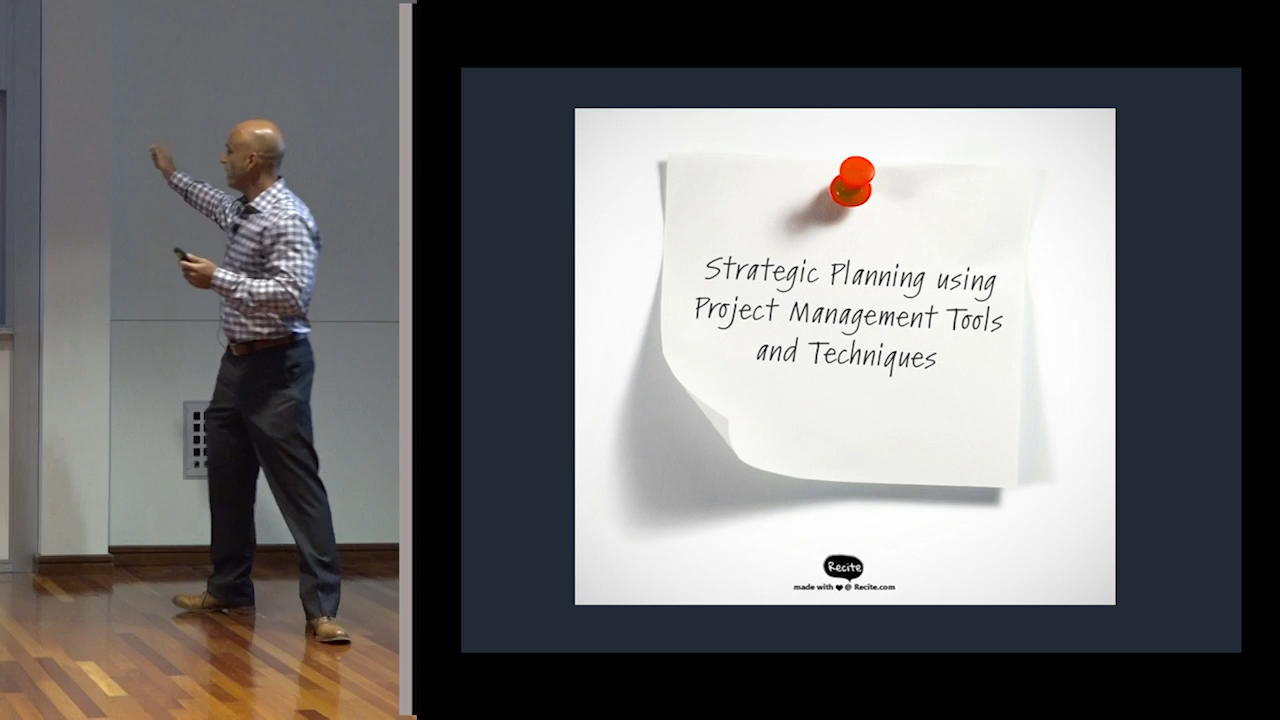 Strategic Planning using
Project Management Tools
and Techniques
Recite
made with ❤ @ Recite.com